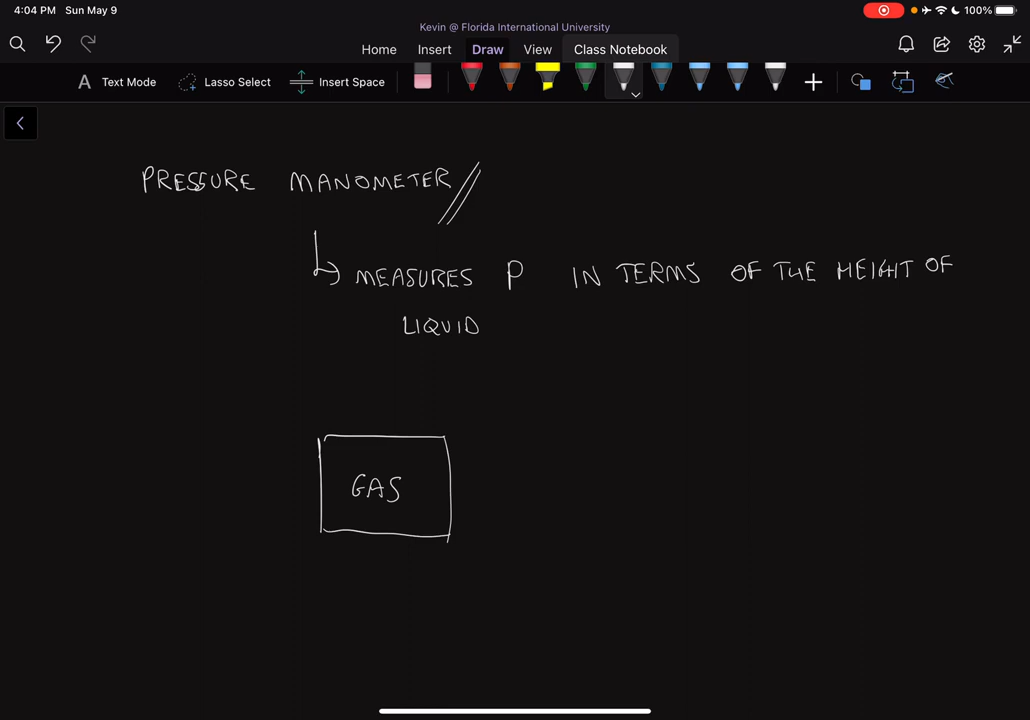 4:04 PM Sun May 9 100%
Kevin @ Florida International University
Home Insert Draw View Class Notebook
A Text Mode Lasso Select Insert Space
PRESSURE MANOMETER
MEASURES P IN TERMS OF THE HEIGHT OF
LIQUID
GAS